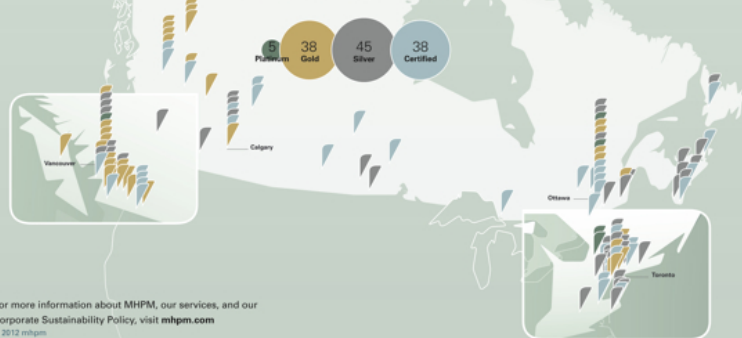 5 38 45 38
Platinum Gold Silver Certified
Vancouver
Calgary
Ottawa
Toronto
or more information about MHPM, our services, and our
orporate Sustainability Policy, visit mhpm.com
2012 mhpm